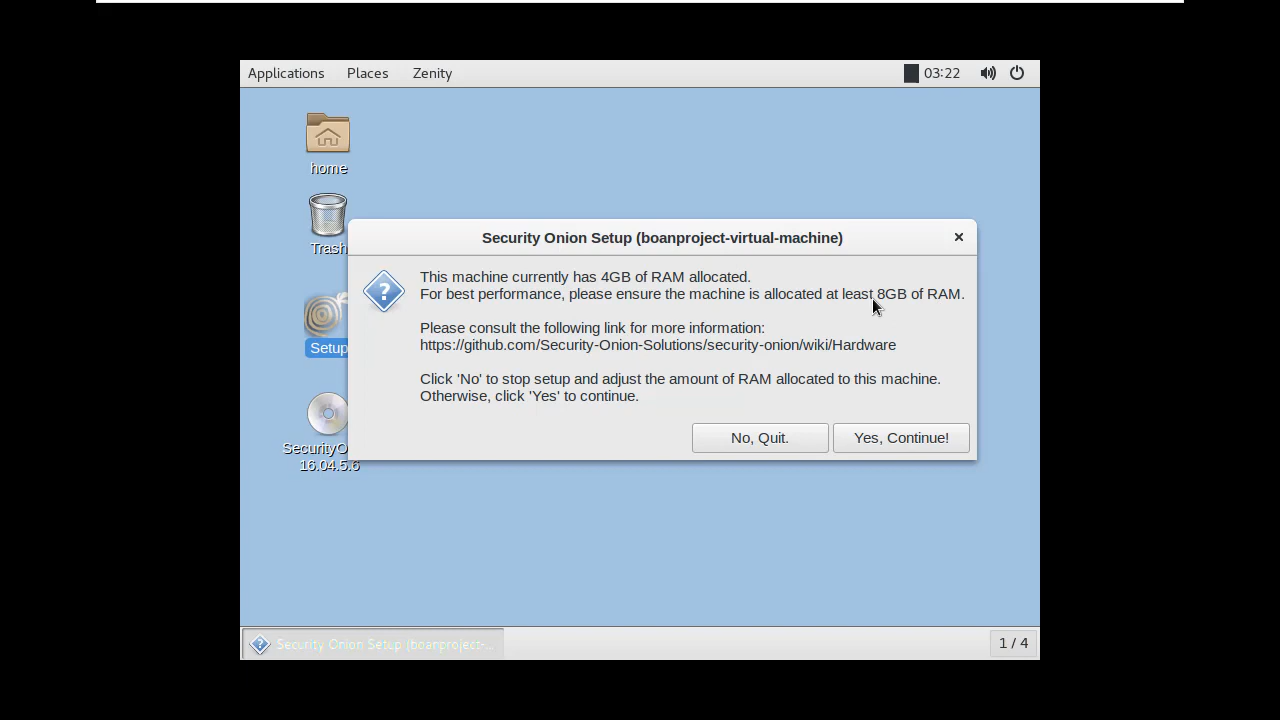 Applications Places Zenity 03:22
home
Trash
Security Onion Setup (boanproject-virtual-machine)
?
This machine currently has 4GB of RAM allocated.
For best performance, please ensure the machine is allocated at least 8GB of RAM.
Please consult the following link for more information:
https://github.com/Security-Onion-Solutions/security-onion/wiki/Hardware
Click 'No' to stop setup and adjust the amount of RAM allocated to this machine.
Otherwise, click 'Yes' to continue.
No, Quit. Yes, Continue!
Setup
16.04.5.6
Security Onion Setup (boanproject-...
1 / 4